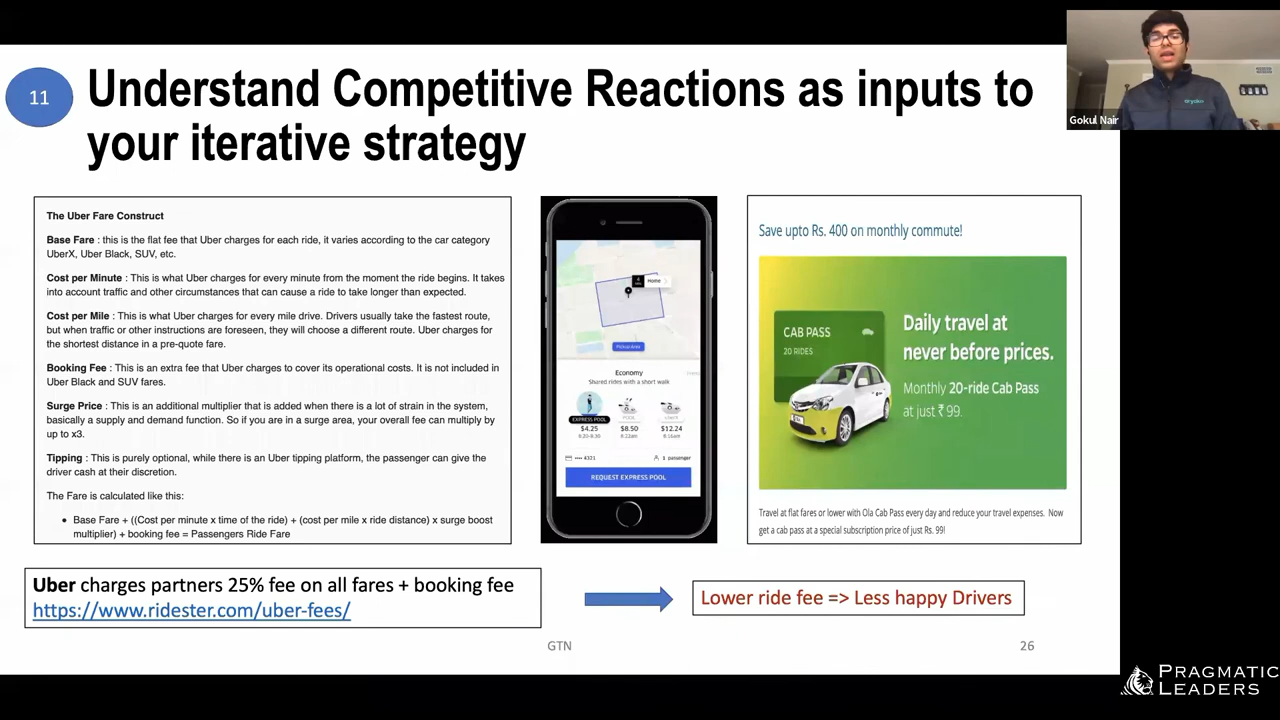 11
Understand Competitive Reactions as inputs to
your iterative strategy
Gokul Nair
The Uber Fare Construct
Base Fare : this is the flat fee that Uber charges for each ride, it varies according to the car category
UberX, Uber Black, SUV, etc.
Cost per Minute : This is what Uber charges for every minute from the moment the ride begins. It takes
into account traffic and other circumstances that can cause a ride to take longer than expected.
Cost per Mile : This is what Uber charges for every mile drive. Drivers usually take the fastest route,
but when traffic or other instructions are foreseen, they will choose a different route. Uber charges for
the shortest distance in a pre-quote fare.
Booking Fee : This is an extra fee that Uber charges to cover its operational costs. It is not included in
Uber Black and SUV fares.
Surge Price : This is an additional multiplier that is added when there is a lot of strain in the system,
basically a supply and demand function. So if you are in a surge area, your overall fee can multiply by
up to x3.
Tipping : This is purely optional, while there is an Uber tipping platform, the passenger can give the
driver cash at their discretion.
The Fare is calculated like this:
• Base Fare + ((Cost per minute x time of the ride) + (cost per mile x ride distance) x surge boost
multiplier) + booking fee = Passengers Ride Fare
Home
Pickup Area
Economy
Shared rides with a short walk
EXPRESS POOL
POOL
$4.25
$8.50
$12.24
8:20-8:30
8:22am
8:16am
4321
1 passenger
REQUEST EXPRESS POOL
Save upto Rs. 400 on monthly commute!
CAB PASS
20 RIDES
Daily travel at
never before prices.
Monthly 20-ride Cab Pass
at just ₹ 99.
Travel at flat fares or lower with Ola Cab Pass every day and reduce your travel expenses. Now
get a cab pass at a special subscription price of just Rs. 99!
Uber charges partners 25% fee on all fares + booking fee
https://www.ridester.com/uber-fees/
Lower ride fee => Less happy Drivers
GTN
26
PRAGMATIC
LEADERS